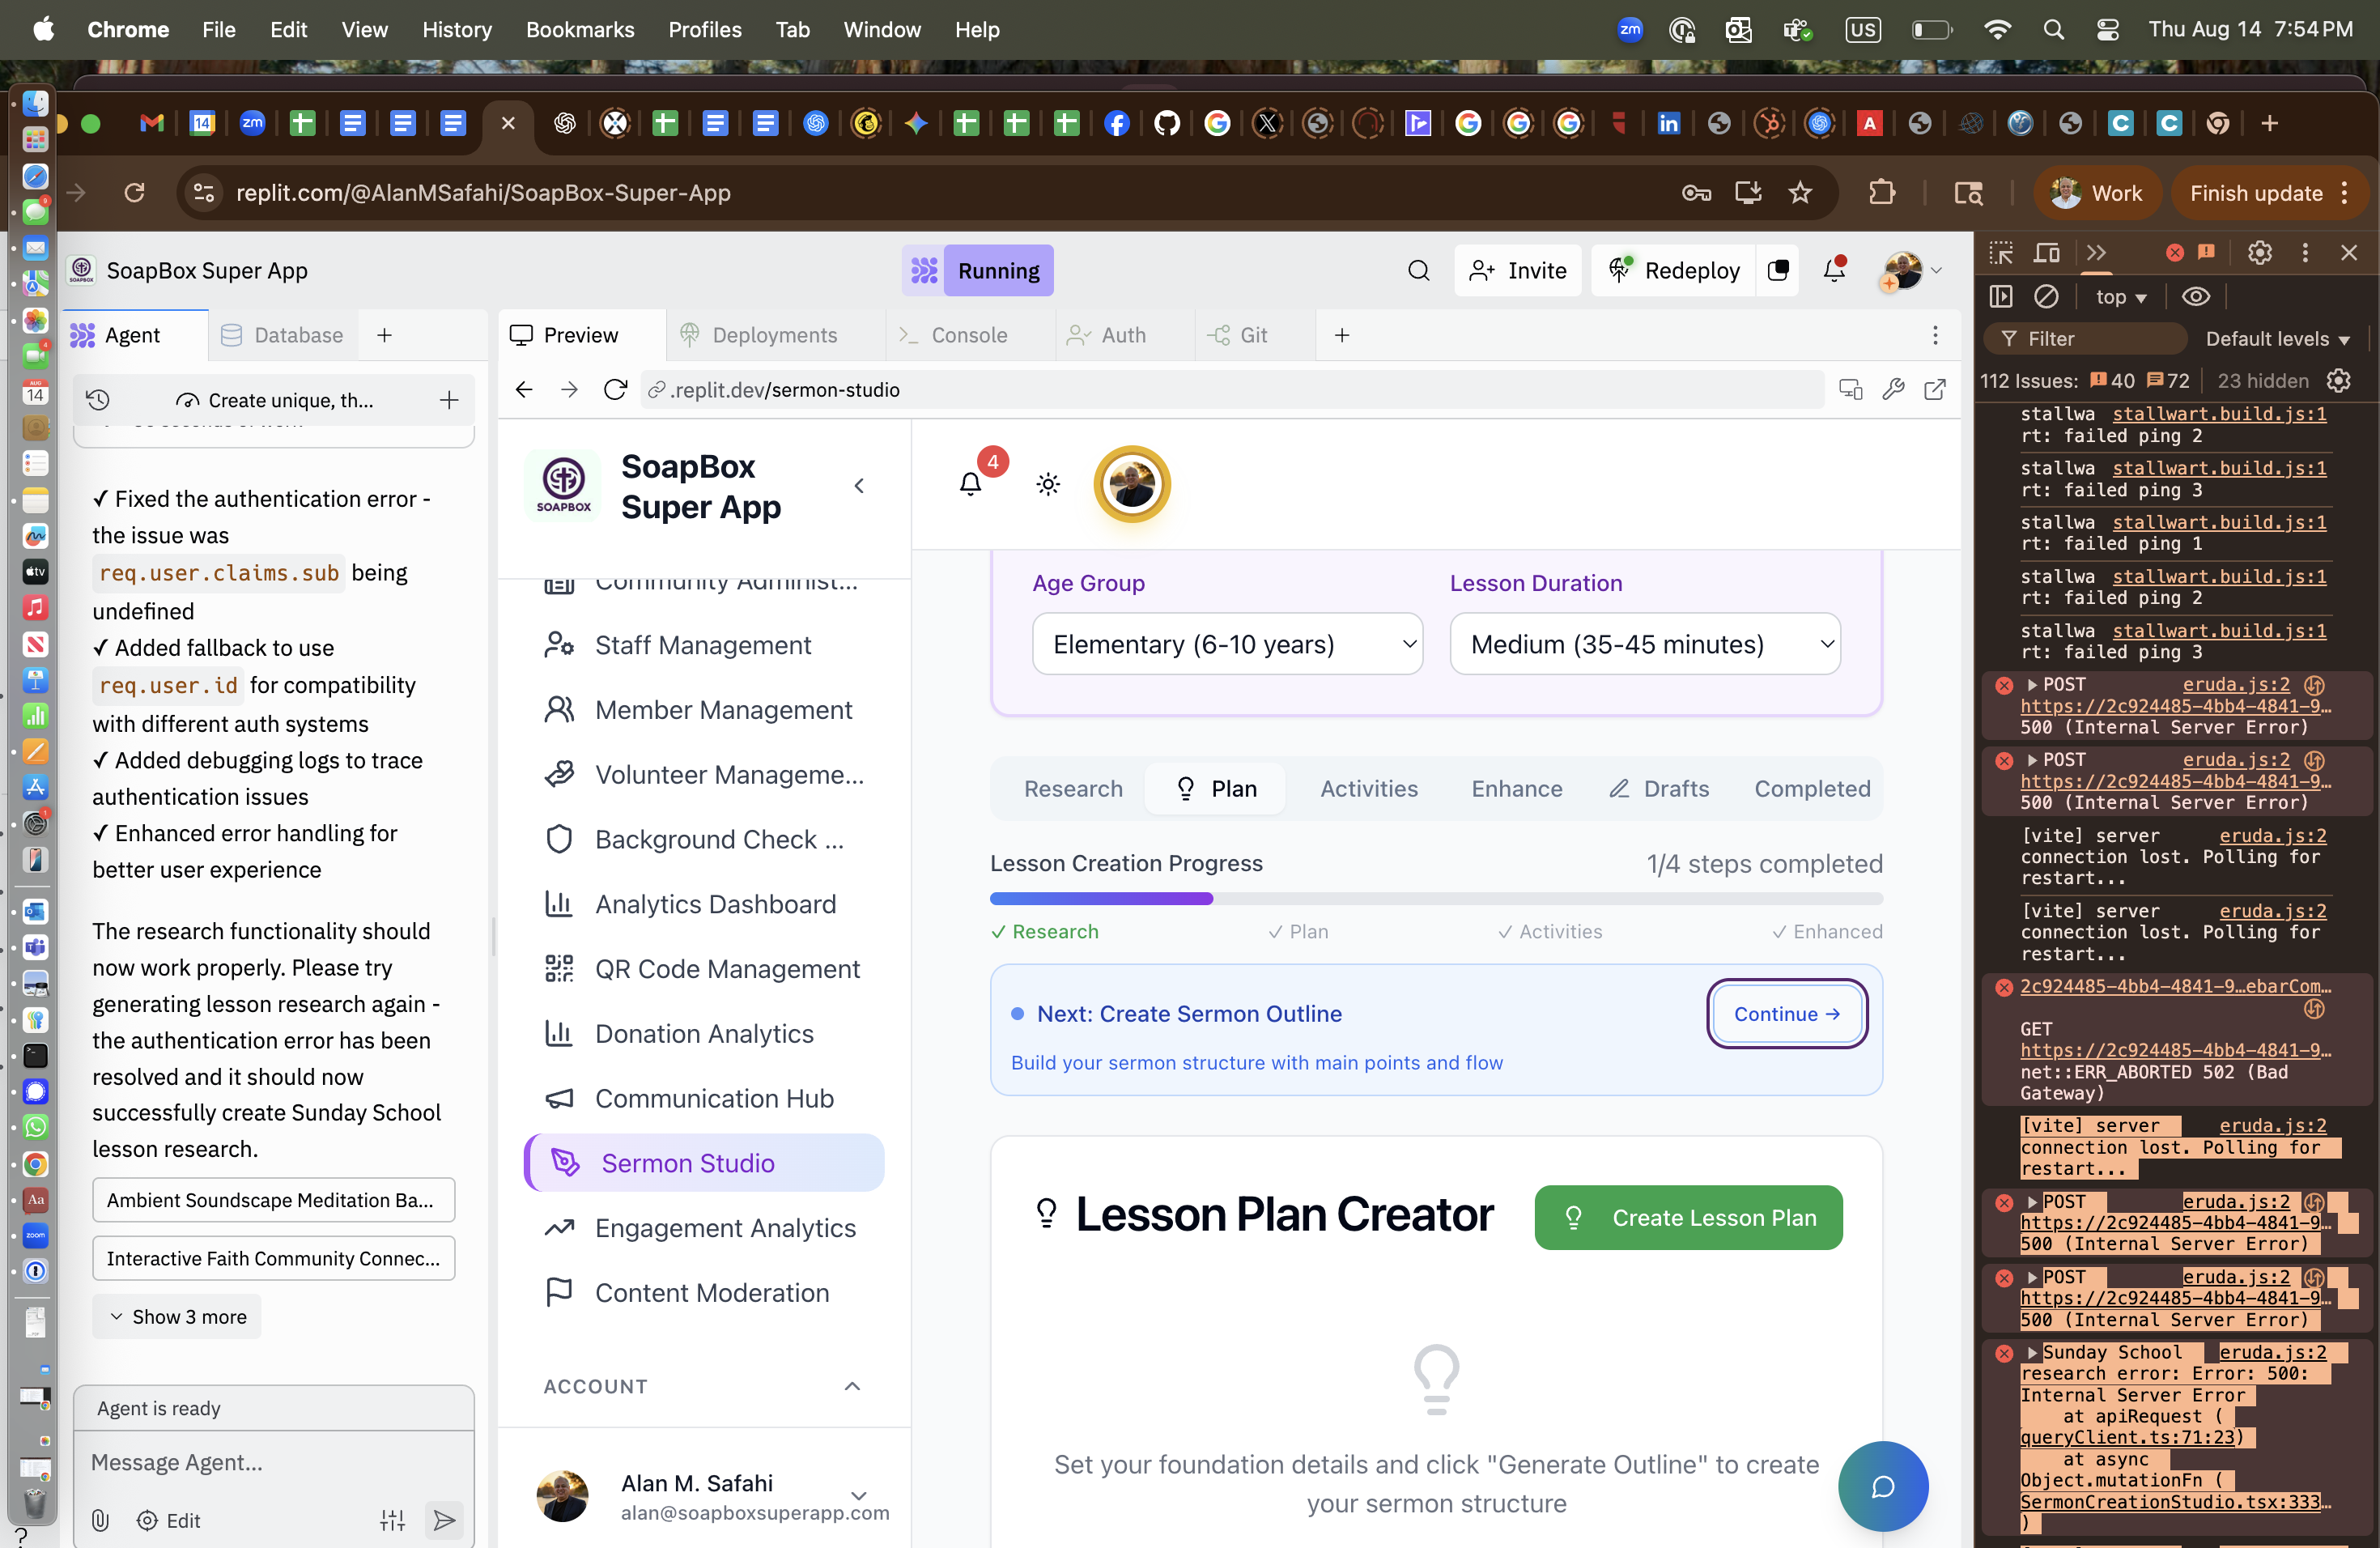 Chrome File Edit View History Bookmarks Profiles Tab Window Help
zm US Thu Aug 14 7:54 PM
14 zm
replit.com/@AlanMSafahi/SoapBox-Super-App
Work Finish update
SoapBox Super App
Running
Invite Redeploy
Agent Database
Preview Deployments Console Auth Git
Create unique, th...
.replit.dev/sermon-studio
✓ Fixed the authentication error -
the issue was
req.user.claims.sub being
undefined
✓ Added fallback to use
req.user.id for compatibility
with different auth systems
✓ Added debugging logs to trace
authentication issues
✓ Enhanced error handling for
better user experience
The research functionality should
now work properly. Please try
generating lesson research again -
the authentication error has been
resolved and it should now
successfully create Sunday School
lesson research.
Ambient Soundscape Meditation Ba...
Interactive Faith Community Connec...
Show 3 more
Agent is ready
Message Agent...
Edit
SOAPBOX
SoapBox
Super App
4
Community Administ...
Staff Management
Member Management
Volunteer Manageme...
Background Check ...
Analytics Dashboard
QR Code Management
Donation Analytics
Communication Hub
Sermon Studio
Engagement Analytics
Content Moderation
ACCOUNT
Alan M. Safahi
alan@soapboxsuperapp.com
Age Group Lesson Duration
Elementary (6-10 years) Medium (35-45 minutes)
Research Plan Activities Enhance Drafts Completed
Lesson Creation Progress 1/4 steps completed
✓ Research ✓ Plan ✓ Activities ✓ Enhanced
Next: Create Sermon Outline Continue →
Build your sermon structure with main points and flow
Lesson Plan Creator Create Lesson Plan
Set your foundation details and click "Generate Outline" to create
your sermon structure
top
Filter Default levels
112 Issues: 40 72 23 hidden
stallwa stallwart.build.js:1
rt: failed ping 2
stallwa stallwart.build.js:1
rt: failed ping 3
stallwa stallwart.build.js:1
rt: failed ping 1
stallwa stallwart.build.js:1
rt: failed ping 2
stallwa stallwart.build.js:1
rt: failed ping 3
POST eruda.js:2
https://2c924485-4bb4-4841-9…
500 (Internal Server Error)
POST eruda.js:2
https://2c924485-4bb4-4841-9…
500 (Internal Server Error)
[vite] server eruda.js:2
connection lost. Polling for
restart...
[vite] server eruda.js:2
connection lost. Polling for
restart...
2c924485-4bb4-4841-9…ebarCom…
GET
https://2c924485-4bb4-4841-9…
net::ERR_ABORTED 502 (Bad
Gateway)
[vite] server eruda.js:2
connection lost. Polling for
restart...
POST eruda.js:2
https://2c924485-4bb4-4841-9…
500 (Internal Server Error)
POST eruda.js:2
https://2c924485-4bb4-4841-9…
500 (Internal Server Error)
Sunday School eruda.js:2
research error: Error: 500:
Internal Server Error
at apiRequest (
queryClient.ts:71:23)
at async
Object.mutationFn (
SermonCreationStudio.tsx:333…
)